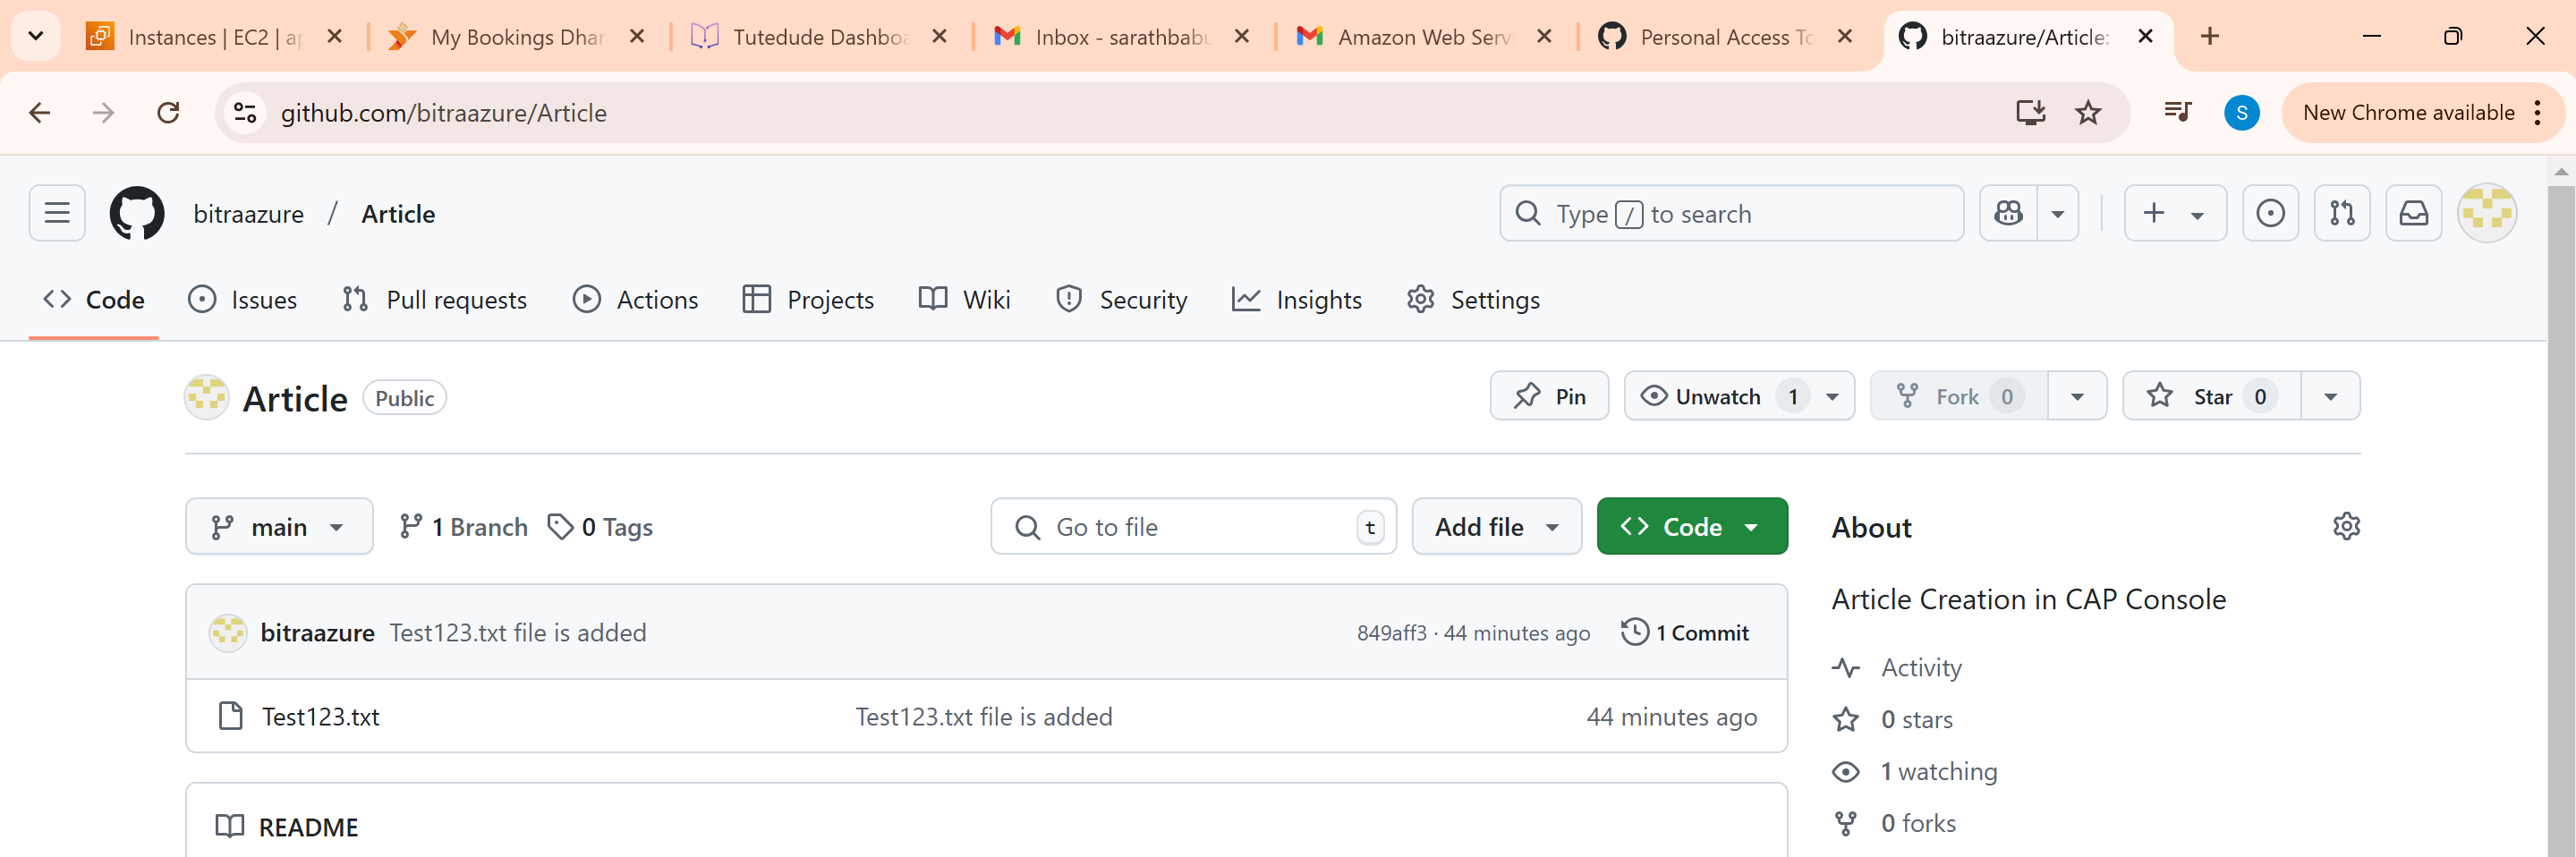 Instances | EC2 | ap
My Bookings Dhar
Tutedude Dashboa
Inbox - sarathbabu
Amazon Web Servi
Personal Access To
bitraazure/Article:
github.com/bitraazure/Article
S
New Chrome available
bitraazure / Article
Type / to search
Code
Issues
Pull requests
Actions
Projects
Wiki
Security
Insights
Settings
Article Public
Pin
Unwatch 1
Fork 0
Star 0
main
1 Branch
0 Tags
Go to file t
Add file
Code
About
Article Creation in CAP Console
bitraazure Test123.txt file is added 849aff3 · 44 minutes ago 1 Commit
Test123.txt Test123.txt file is added 44 minutes ago
Activity
0 stars
1 watching
0 forks
README